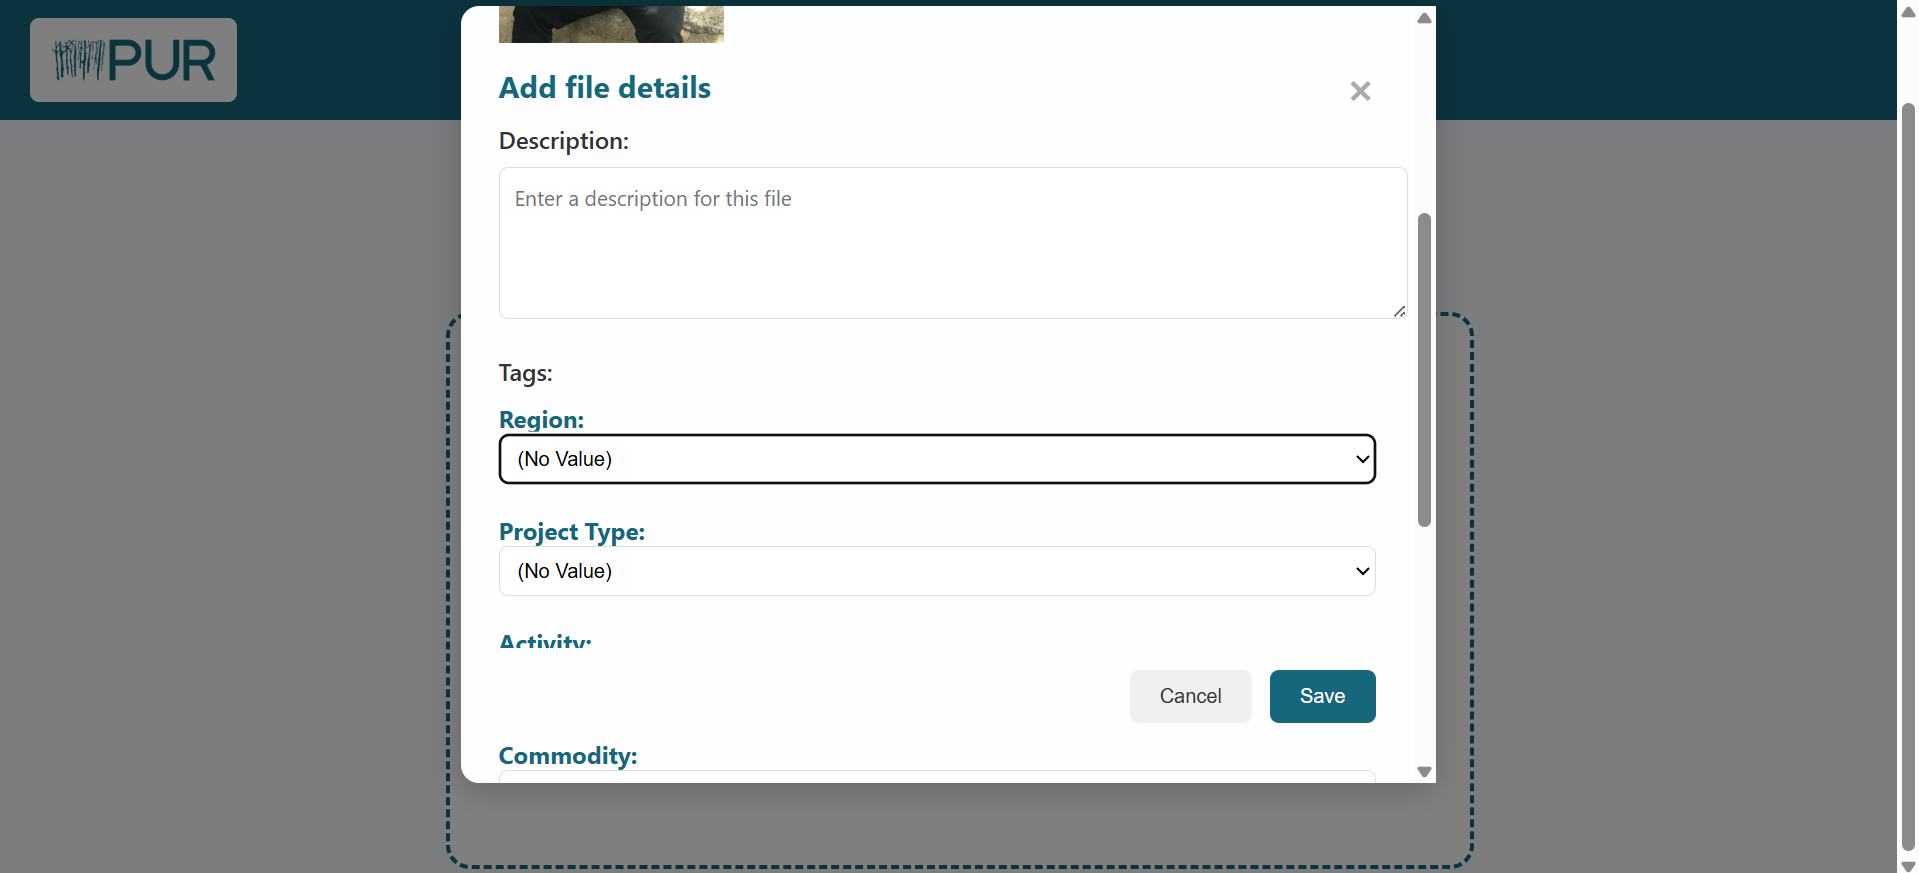 PUR
Add file details
×
Description:
Enter a description for this file
Tags:
Region:
(No Value)
Project Type:
(No Value)
Activity:
Cancel
Save
Commodity: